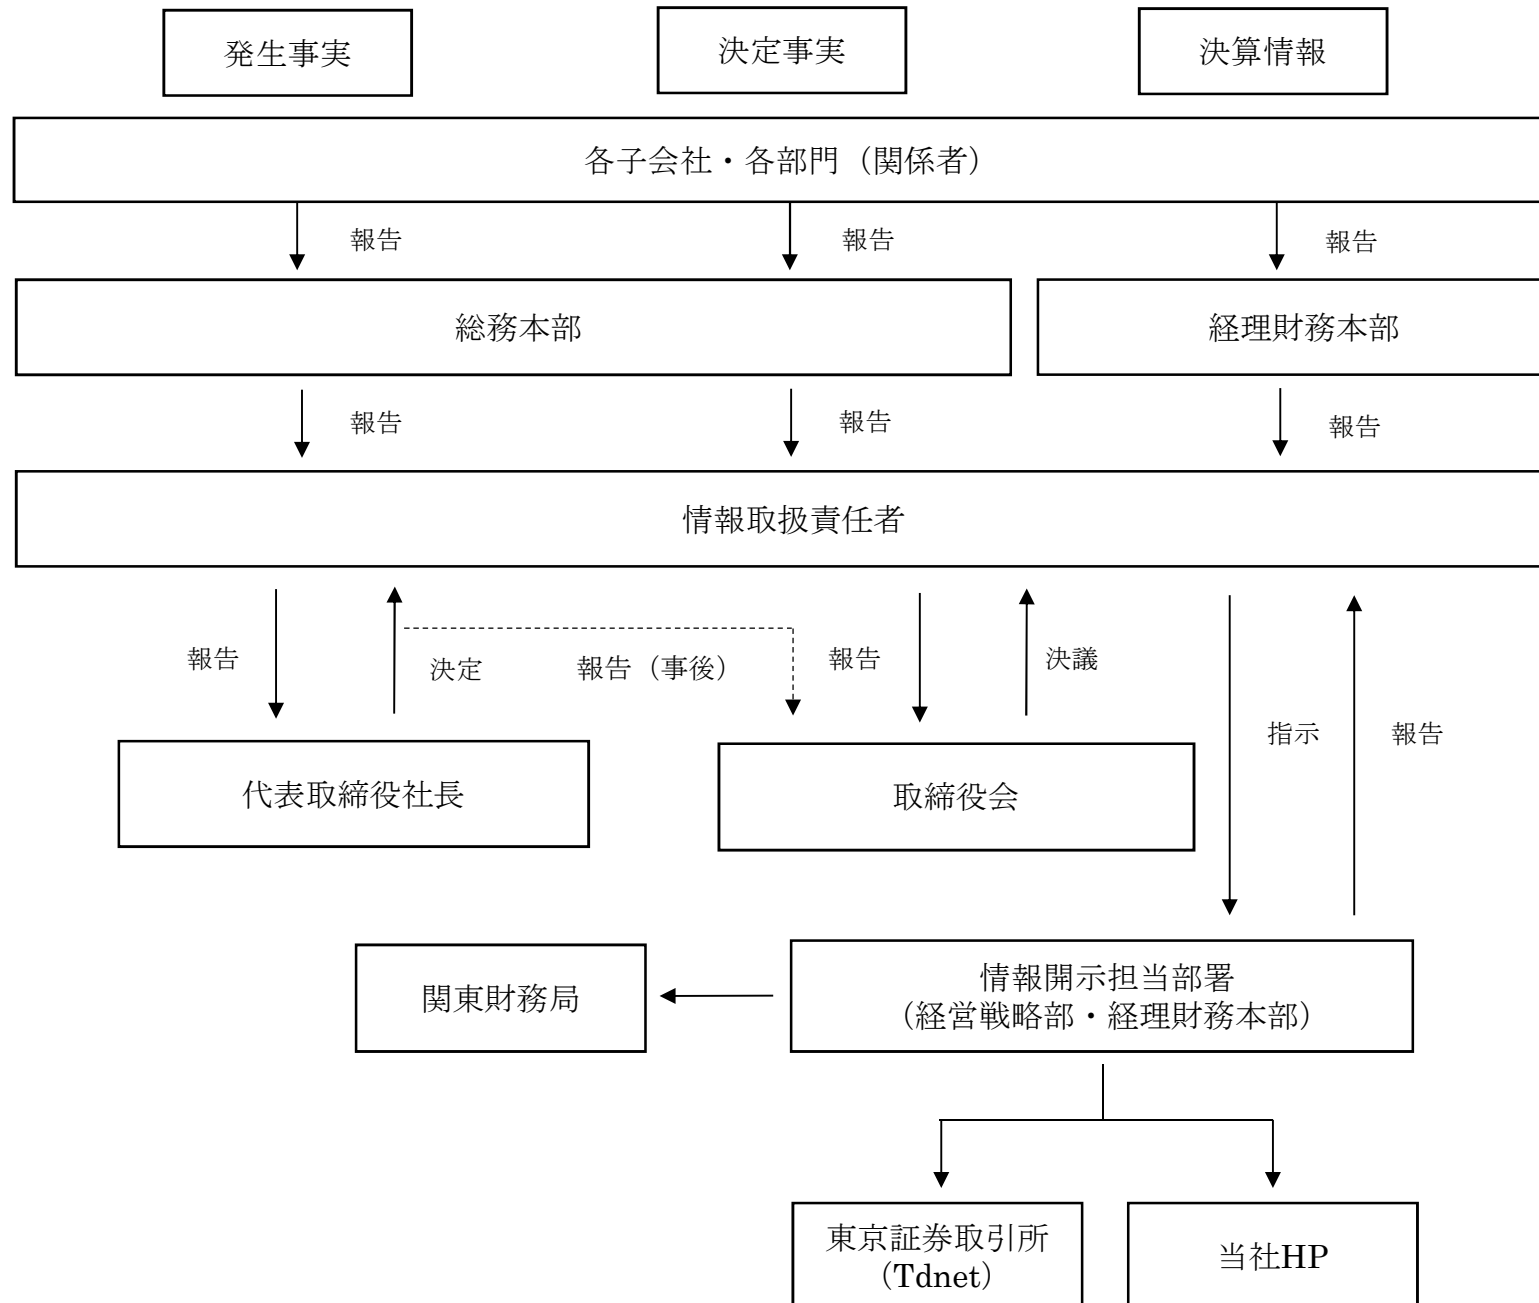 発生事実
決定事実
決算情報
各子会社・各部門（関係者）
報告
報告
報告
総務本部
経理財務本部
報告
報告
報告
情報取扱責任者
報告
決定
報告（事後）
報告
決議
指示
報告
代表取締役社長
取締役会
関東財務局
情報開示担当部署
（経営戦略部・経理財務本部）
東京証券取引所
（Tdnet）
当社HP